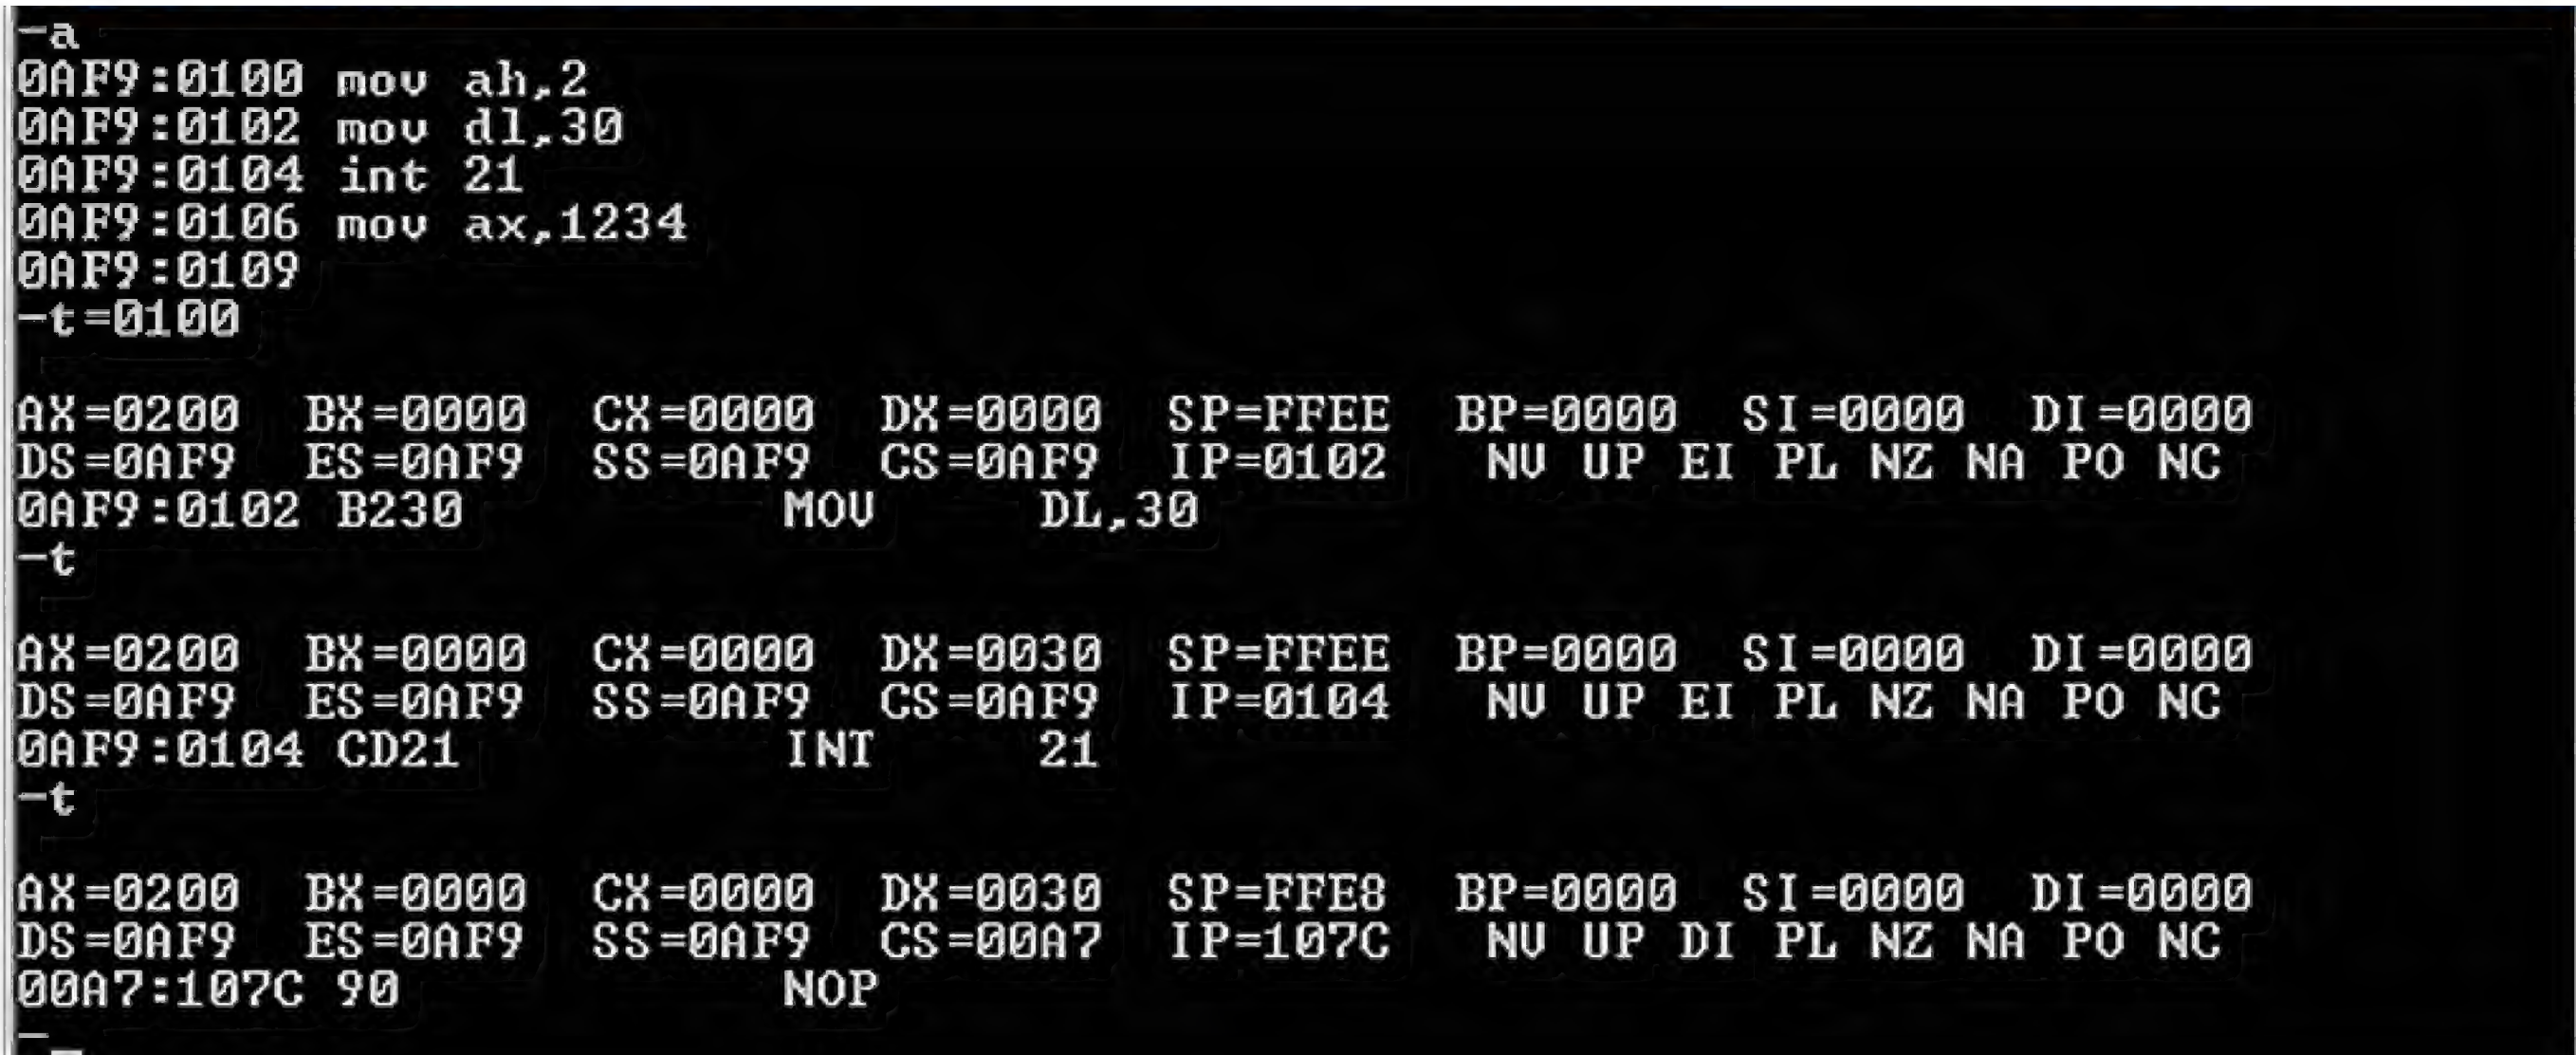 -a
0AF9:0100 mov ah,2
0AF9:0102 mov dl,30
0AF9:0104 int 21
0AF9:0106 mov ax,1234
0AF9:0109
-t=0100
AX=0200 BX=0000 CX=0000 DX=0000 SP=FFEE BP=0000 SI=0000 DI=0000
DS=0AF9 ES=0AF9 SS=0AF9 CS=0AF9 IP=0102 NV UP EI PL NZ NA PO NC
0AF9:0102 B230 MOV DL,30
-t
AX=0200 BX=0000 CX=0000 DX=0030 SP=FFEE BP=0000 SI=0000 DI=0000
DS=0AF9 ES=0AF9 SS=0AF9 CS=0AF9 IP=0104 NV UP EI PL NZ NA PO NC
0AF9:0104 CD21 INT 21
-t
AX=0200 BX=0000 CX=0000 DX=0030 SP=FFE8 BP=0000 SI=0000 DI=0000
DS=0AF9 ES=0AF9 SS=0AF9 CS=00A7 IP=107C NV UP DI PL NZ NA PO NC
00A7:107C 90 NOP
-